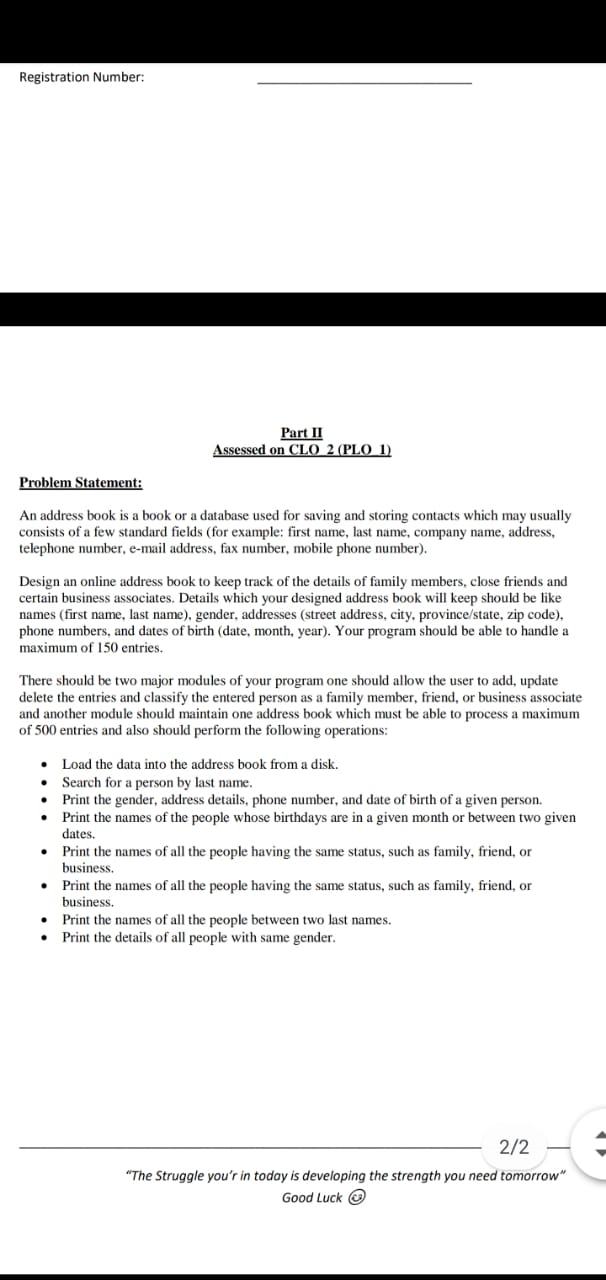 Registration Number:
Part II
Assessed on CLO_2 (PLO_1)
Problem Statement:
An address book is a book or a database used for saving and storing contacts which may usually
consists of a few standard fields (for example: first name, last name, company name, address,
telephone number, e-mail address, fax number, mobile phone number).
Design an online address book to keep track of the details of family members, close friends and
certain business associates. Details which your designed address book will keep should be like
names (first name, last name), gender, addresses (street address, city, province/state, zip code),
phone numbers, and dates of birth (date, month, year). Your program should be able to handle a
maximum of 150 entries.
There should be two major modules of your program one should allow the user to add, update
delete the entries and classify the entered person as a family member, friend, or business associate
and another module should maintain one address book which must be able to process a maximum
of 500 entries and also should perform the following operations:
• Load the data into the address book from a disk.
• Search for a person by last name.
• Print the gender, address details, phone number, and date of birth of a given person.
• Print the names of the people whose birthdays are in a given month or between two given
dates.
• Print the names of all the people having the same status, such as family, friend, or
business.
• Print the names of all the people having the same status, such as family, friend, or
business.
• Print the names of all the people between two last names.
• Print the details of all people with same gender.
2/2
“The Struggle you’r in today is developing the strength you need tomorrow”
Good Luck